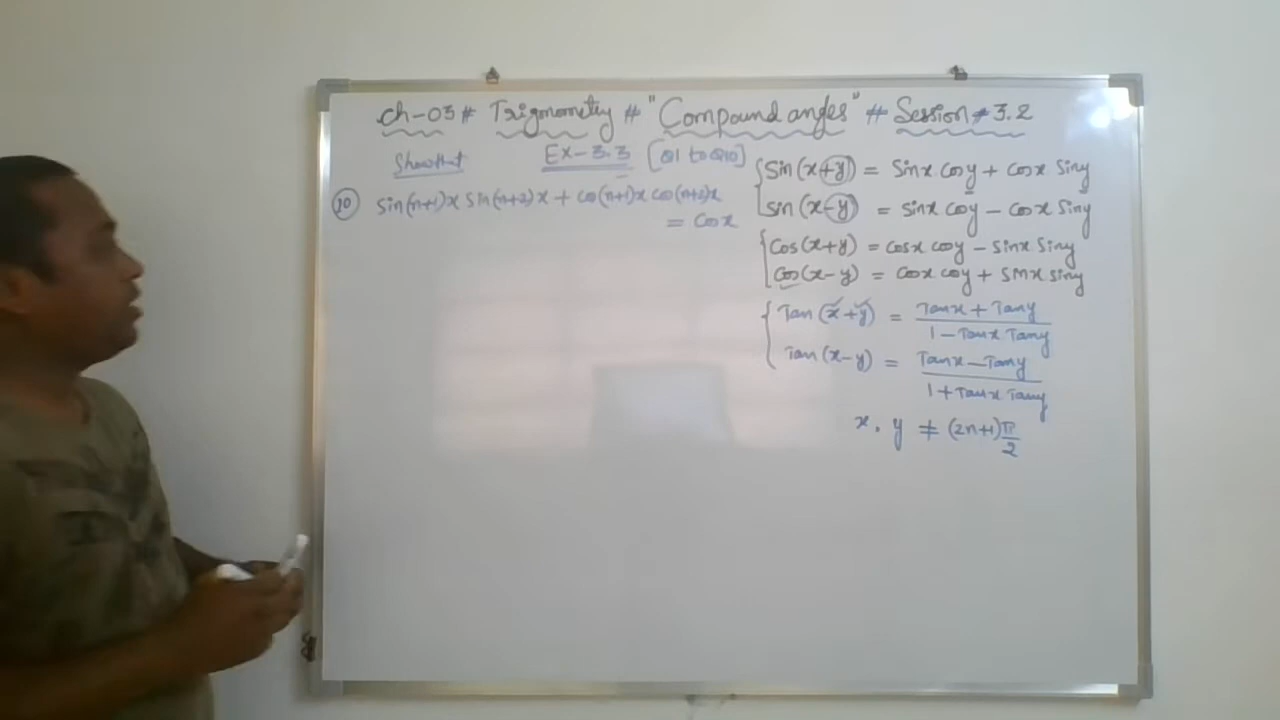 Ch-03 # Trignometry # "Compound angles" # Session # 3.2
Show that
Ex-3.3 [Q1 to Q10]
10 sin(n+1)x sin(n+2)x + cos(n+1)x cos(n+2)x
= cosx
Sin(x+y) = Sinx cosy + cosx Siny
sin(x-y) = sinx cosy - cosx Siny
Cos(x+y) = cosx cosy - sinx Siny
cos(x-y) = cosx cosy + sinx siny
Tan(x+y) = Tanx + Tany / 1 - Tanx Tany
Tan(x-y) = Tanx - Tany / 1 + Tanx Tany
x, y ≠ (2n+1) π/2